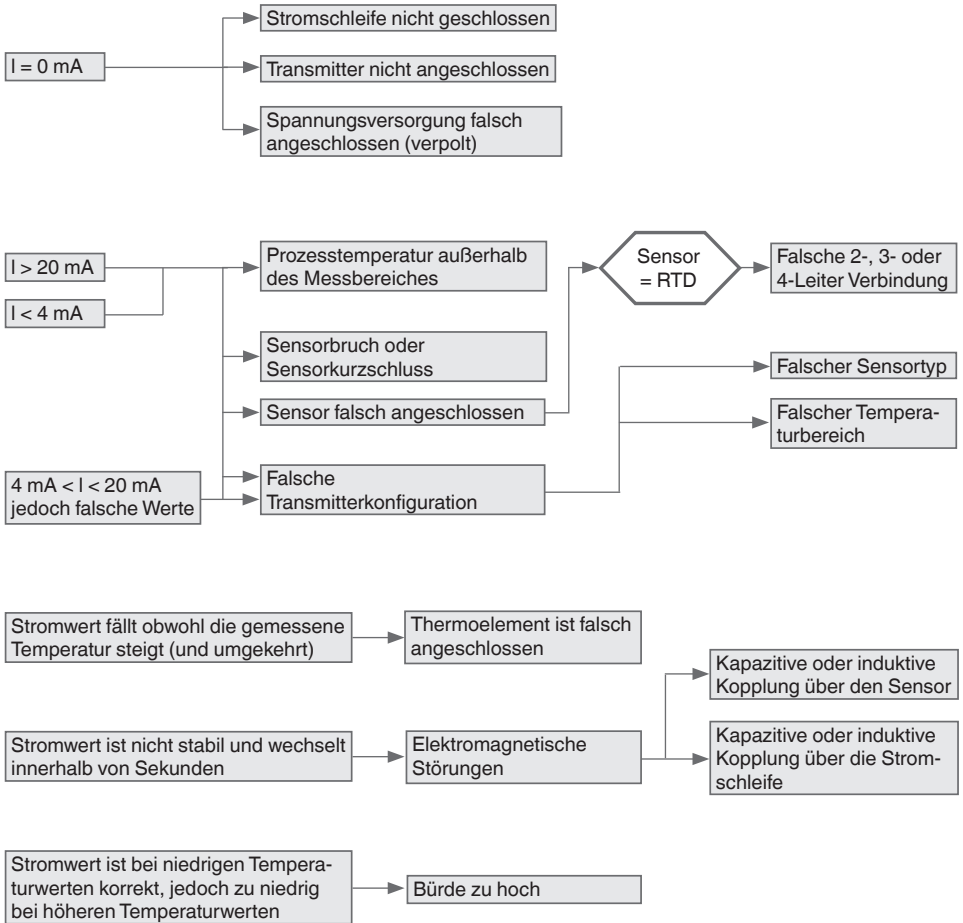 I = 0 mA
Stromschleife nicht geschlossen
Transmitter nicht angeschlossen
Spannungsversorgung falsch
angeschlossen (verpolt)
I > 20 mA
I < 4 mA
Prozesstemperatur außerhalb
des Messbereiches
Sensor
= RTD
Falsche 2-, 3- oder
4-Leiter Verbindung
Sensorbruch oder
Sensorkurzschluss
Sensor falsch angeschlossen
Falscher Sensortyp
Falscher Tempera-
turbereich
4 mA < I < 20 mA
jedoch falsche Werte
Falsche
Transmitterkonfiguration
Stromwert fällt obwohl die gemessene
Temperatur steigt (und umgekehrt)
Thermoelement ist falsch
angeschlossen
Stromwert ist nicht stabil und wechselt
innerhalb von Sekunden
Elektromagnetische
Störungen
Kapazitive oder induktive
Kopplung über den Sensor
Kapazitive oder induktive
Kopplung über die Strom-
schleife
Stromwert ist bei niedrigen Tempera-
turwerten korrekt, jedoch zu niedrig
bei höheren Temperaturwerten
Bürde zu hoch